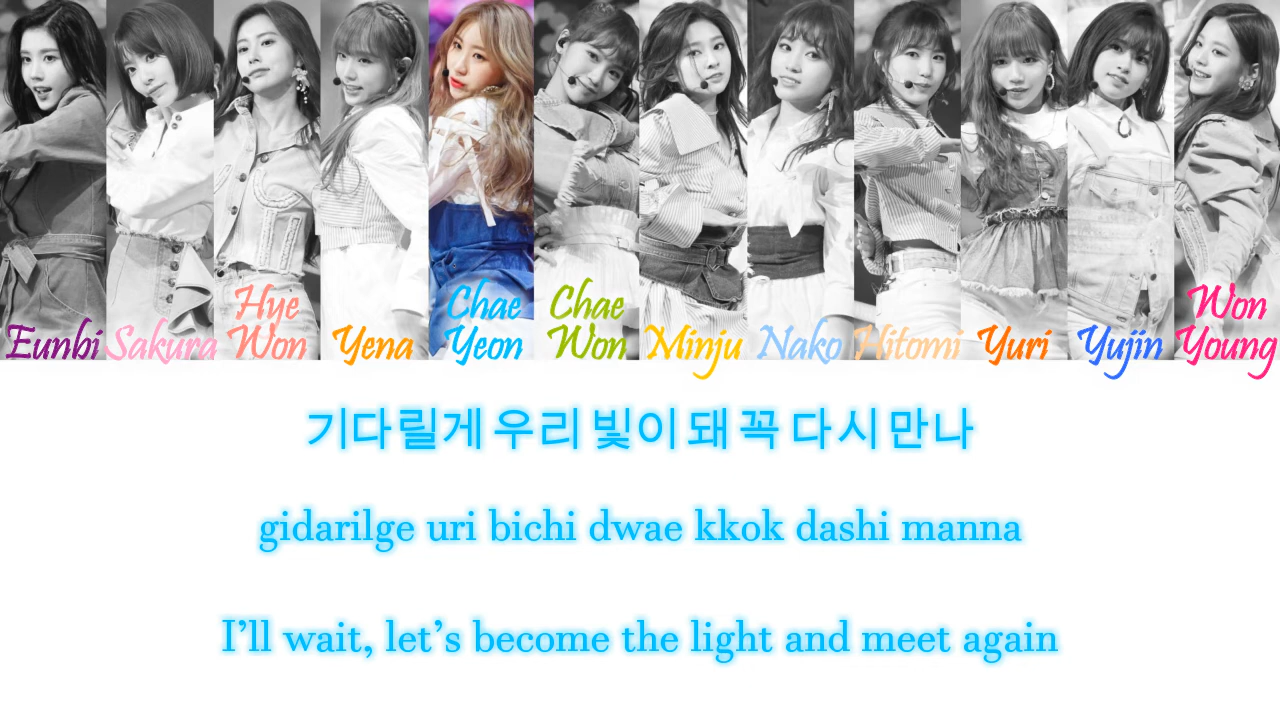 Eunbi
Sakura
Hye
Won
Yena
Chae
Yeon
Chae
Won
Minju
Nako
Hitomi
Yuri
Yujin
Won
Young
기다릴게 우리 빛이 돼 꼭 다시 만나
gidarilge uri bichi dwae kkok dashi manna
I’ll wait, let’s become the light and meet again